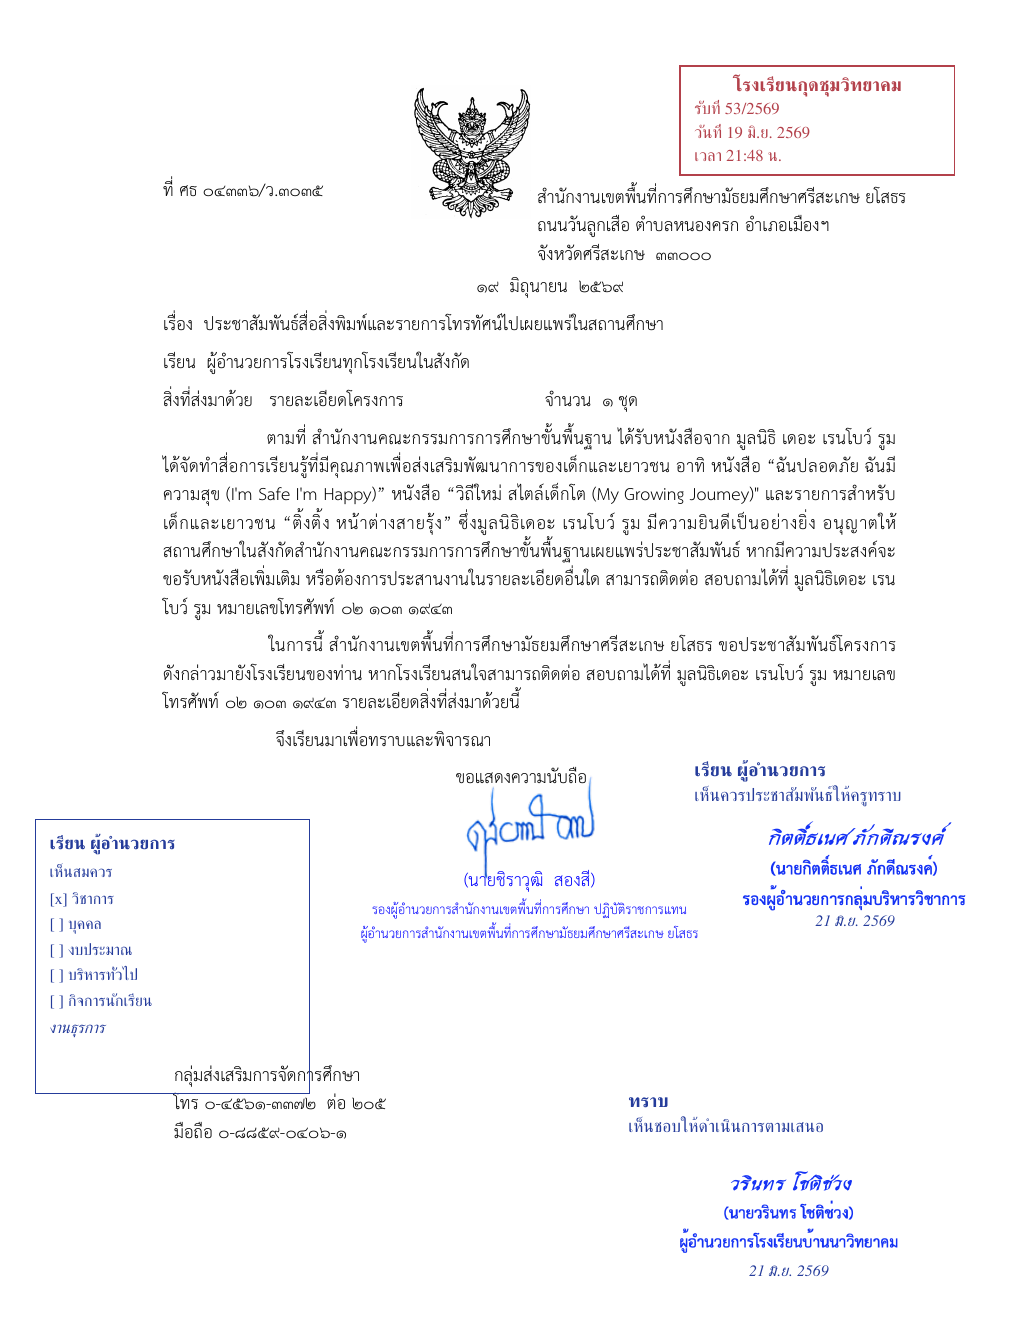 โรงเรียนกุดชุมวิทยาคม
รับที่ 53/2569
วันที่ 19 มิ.ย. 2569
เวลา 21:48 น.
ที่ ศธ ๐๔๓๓๖/ว.๓๐๓๕
สำนักงานเขตพื้นที่การศึกษามัธยมศึกษาศรีสะเกษ ยโสธร
ถนนวันลูกเสือ ตำบลหนองครก อำเภอเมืองฯ
จังหวัดศรีสะเกษ ๓๓๐๐๐
๑๙ มิถุนายน ๒๕๖๙
เรื่อง ประชาสัมพันธ์สื่อสิ่งพิมพ์และรายการโทรทัศน์ไปเผยแพร่ในสถานศึกษา
เรียน ผู้อำนวยการโรงเรียนทุกโรงเรียนในสังกัด
สิ่งที่ส่งมาด้วย รายละเอียดโครงการ จำนวน ๑ ชุด
ตามที่ สำนักงานคณะกรรมการการศึกษาขั้นพื้นฐาน ได้รับหนังสือจาก มูลนิธิ เดอะ เรนโบว์ รูม
ได้จัดทำสื่อการเรียนรู้ที่มีคุณภาพเพื่อส่งเสริมพัฒนาการของเด็กและเยาวชน อาทิ หนังสือ “ฉันปลอดภัย ฉันมี
ความสุข (I'm Safe I'm Happy)” หนังสือ “วิถีใหม่ สไตล์เด็กโต (My Growing Joumey)" และรายการสำหรับ
เด็กและเยาวชน “ติ้งติ้ง หน้าต่างสายรุ้ง” ซึ่งมูลนิธิเดอะ เรนโบว์ รูม มีความยินดีเป็นอย่างยิ่ง อนุญาตให้
สถานศึกษาในสังกัดสำนักงานคณะกรรมการการศึกษาขั้นพื้นฐานเผยแพร่ประชาสัมพันธ์ หากมีความประสงค์จะ
ขอรับหนังสือเพิ่มเติม หรือต้องการประสานงานในรายละเอียดอื่นใด สามารถติดต่อ สอบถามได้ที่ มูลนิธิเดอะ เรน
โบว์ รูม หมายเลขโทรศัพท์ ๐๒ ๑๐๓ ๑๙๔๓
ในการนี้ สำนักงานเขตพื้นที่การศึกษามัธยมศึกษาศรีสะเกษ ยโสธร ขอประชาสัมพันธ์โครงการ
ดังกล่าวมายังโรงเรียนของท่าน หากโรงเรียนสนใจสามารถติดต่อ สอบถามได้ที่ มูลนิธิเดอะ เรนโบว์ รูม หมายเลข
โทรศัพท์ ๐๒ ๑๐๓ ๑๙๔๓ รายละเอียดสิ่งที่ส่งมาด้วยนี้
จึงเรียนมาเพื่อทราบและพิจารณา
ขอแสดงความนับถือ
(นายชิราวุฒิ สองสี)
รองผู้อำนวยการสำนักงานเขตพื้นที่การศึกษา ปฏิบัติราชการแทน
ผู้อำนวยการสำนักงานเขตพื้นที่การศึกษามัธยมศึกษาศรีสะเกษ ยโสธร
เรียน ผู้อำนวยการ
เห็นควรประชาสัมพันธ์ให้ครูทราบ
กิตติ์ธเนศ ภักดีณรงค์
(นายกิตติ์ธเนศ ภักดีณรงค์)
รองผู้อำนวยการกลุ่มบริหารวิชาการ
21 มิ.ย. 2569
เรียน ผู้อำนวยการ
เห็นสมควร
[x] วิชาการ
[ ] บุคคล
[ ] งบประมาณ
[ ] บริหารทั่วไป
[ ] กิจการนักเรียน
งานธุรการ
กลุ่มส่งเสริมการจัดการศึกษา
โทร ๐-๔๕๖๑-๓๓๗๒ ต่อ ๒๐๕
มือถือ ๐-๘๘๕๙-๐๔๐๖-๑
ทราบ
เห็นชอบให้ดำเนินการตามเสนอ
วรินทร โชติช่วง
(นายวรินทร โชติช่วง)
ผู้อำนวยการโรงเรียนบ้านนาวิทยาคม
21 มิ.ย. 2569